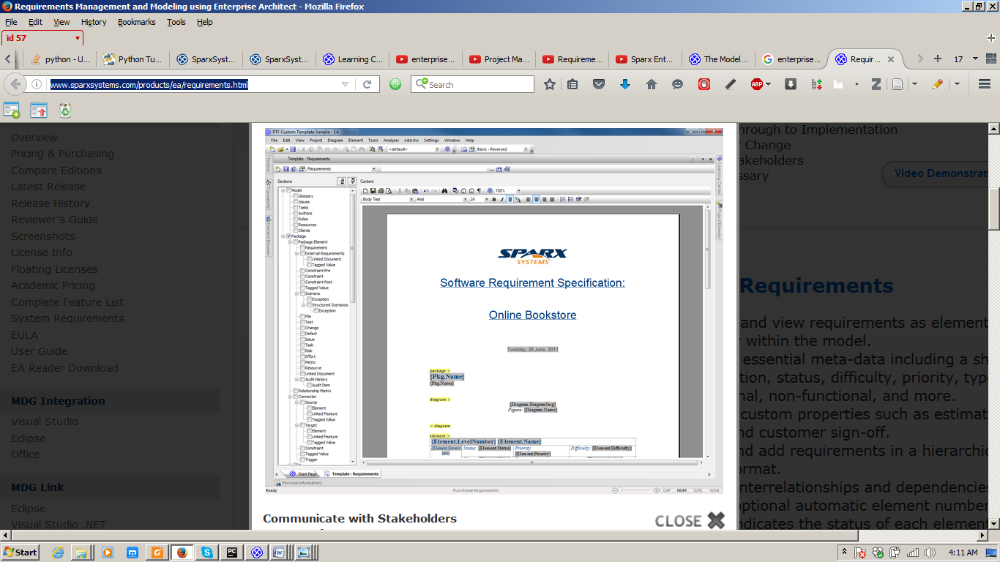 Requirements Management and Modeling using Enterprise Architect - Mozilla Firefox
File Edit View History Bookmarks Tools Help
id 57
python - U... Python Tu... SparxSyst... SparxSyst... Learning C... enterprise... Project Ma... Requireme... Sparx Ent... The Model... enterprise... Requir... 17
www.sparxsystems.com/products/ea/requirements.html
Search
ABP
Overview
Pricing & Purchasing
Compare Editions
Latest Release
Release History
Reviewer's Guide
Screenshots
License Info
Floating Licenses
Academic Pricing
Complete Feature List
System Requirements
EULA
User Guide
EA Reader Download
MDG Integration
Visual Studio
Eclipse
Office
MDG Link
Eclipse
Visual Studio .NET
RTF Custom Template Sample - EA
File Edit View Project Diagram Element Tools Analyzer Add-Ins Settings Window Help
<default> Basic - Reversed
Template : Requirements
Requirements
Toolbox
Traceability
Element Browser
Sections
Model
Glossary
Issues
Tasks
Authors
Roles
Resources
Clients
Package
Package Element
Requirement
External Requirements
Linked Document
Tagged Value
Constraint-Pre
Constraint
Constraint-Post
Tagged Value
Scenario
Exception
Structured Scenarios
Exception
File
Test
Change
Defect
Issue
Task
Risk
Effort
Metric
Resource
Linked Document
Audit History
Audit Item
Relationship Matrix
Connector
Source
Element
Linked Feature
Tagged Value
Target
Element
Linked Feature
Tagged Value
Constraint
Tagged Value
Trigger
Content
100%
Body Text Arial 24 B I U
SPARX
SYSTEMS
Software Requirement Specification:
Online Bookstore
Tuesday, 28 June, 2011
package >
{Pkg.Name}
{Pkg.Notes}
diagram >
{Diagram.DiagramImg}
Figure: {Diagram.Name}
< diagram
element >
{Element.LevelNumber} {Element.Name}
Status: {Element.Status} Priority: Difficulty: {Element.Difficulty}
{Element.Priority}
Learning Center
Project Browser
Start Page Template : Requirements
Personal Information
Ready Functional Requirements CAP NUM SCRL WAN
Communicate with Stakeholders
CLOSE
hrough to Implementation
f Change
akeholders
ssary
Video Demonstrat
Requirements
and view requirements as element
within the model.
essential meta-data including a sh
tion, status, difficulty, priority, typ
nal, non-functional, and more.
custom properties such as estimat
nd customer sign-off.
nd add requirements in a hierarchic
ormat.
nterrelationships and dependencies
optional automatic element number
ndicates the status of each element
Start
4:11 AM